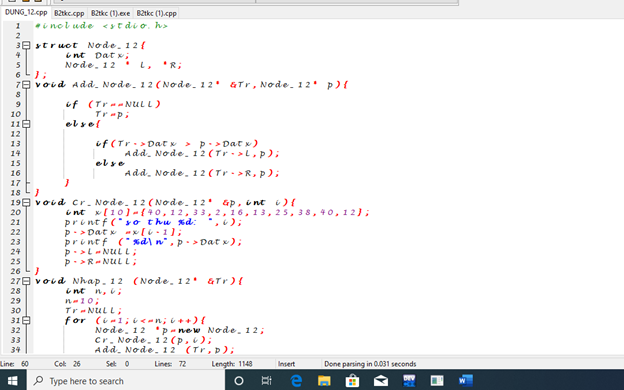 DUNG_12.cpp B2tkc.cpp B2tkc (1).exe B2tkc (1).cpp
1 #include <stdio.h>
2
3 struct Node_12{
4 int Datx;
5 Node_12 * L, *R;
6 };
7 void Add_Node_12(Node_12* &Tr,Node_12* p){
8
9 if (Tr==NULL)
10 Tr=p;
11 else{
12
13 if(Tr->Datx > p->Datx)
14 Add_Node_12(Tr->L,p);
15 else
16 Add_Node_12(Tr->R,p);
17 }
18 }
19 void Cr_Node_12(Node_12* &p,int i){
20 int x[10]={40,12,33,2,16,13,25,38,40,12};
21 printf("so thu %d: ",i);
22 p->Datx =x[i-1];
23 printf ("%d\n",p->Datx);
24 p->L=NULL;
25 p->R=NULL;
26 }
27 void Nhap_12 (Node_12* &Tr){
28 int n,i;
29 n=10;
30 Tr=NULL;
31 for (i=1;i<=n;i++){
32 Node_12 *p=new Node_12;
33 Cr_Node_12(p,i);
34 Add_Node_12 (Tr,p);
Line: 60 Col: 26 Sel: 0 Lines: 72 Length: 1148 Insert Done parsing in 0.031 seconds
Type here to search